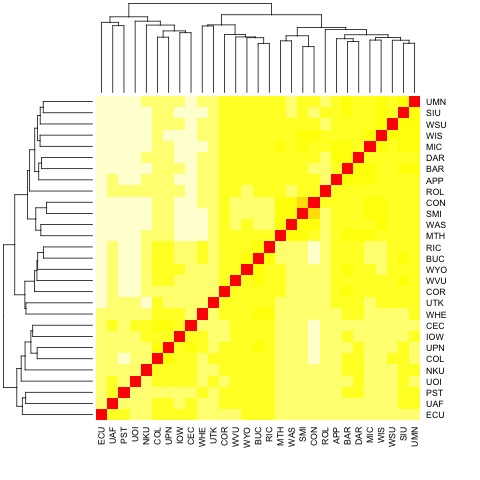 UMN
SIU
WSU
WIS
MIC
DAR
BAR
APP
ROL
CON
SMI
WAS
MTH
RIC
BUC
WYO
WVU
COR
UTK
WHE
CEC
IOW
UPN
COL
NKU
UOI
PST
UAF
ECU
ECU UAF PST UOI NKU COL UPN IOW CEC WHE UTK COR WVU WYO BUC RIC MTH WAS SMI CON ROL APP BAR DAR MIC WIS WSU SIU UMN